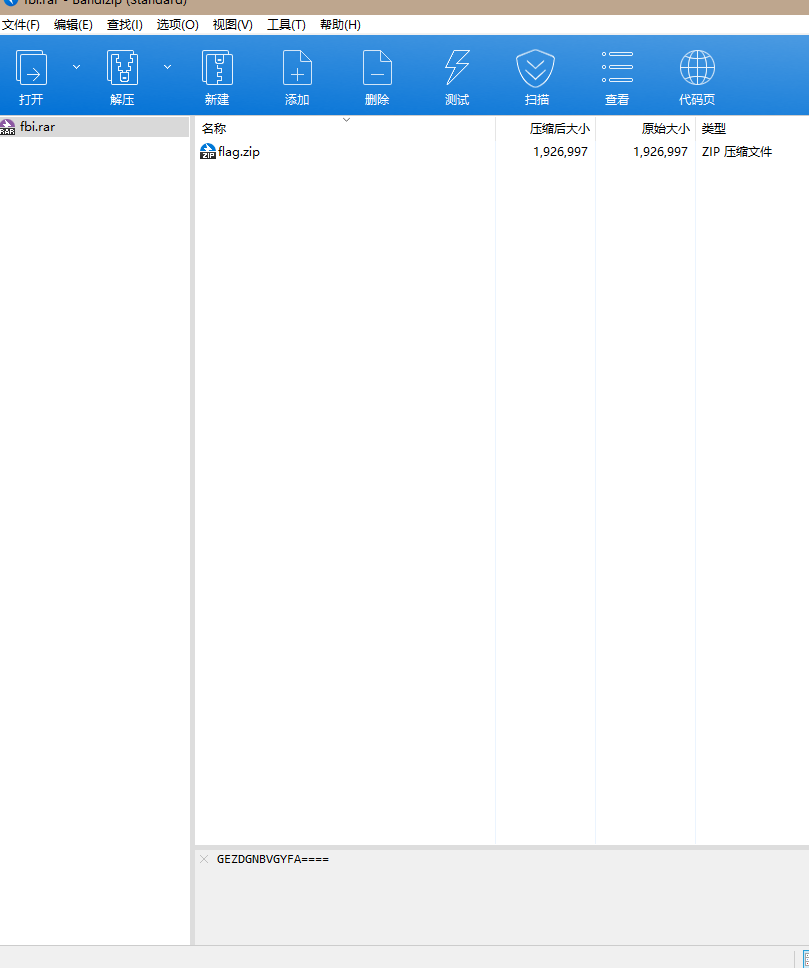 fbi.rar - Bandizip (Standard)
文件(F) 编辑(E) 查找(I) 选项(O) 视图(V) 工具(T) 帮助(H)
打开 解压 新建 添加 删除 测试 扫描 查看 代码页
RAR fbi.rar
名称 压缩后大小 原始大小 类型
ZIP flag.zip 1,926,997 1,926,997 ZIP 压缩文件
GEZDGNBVGYFA====